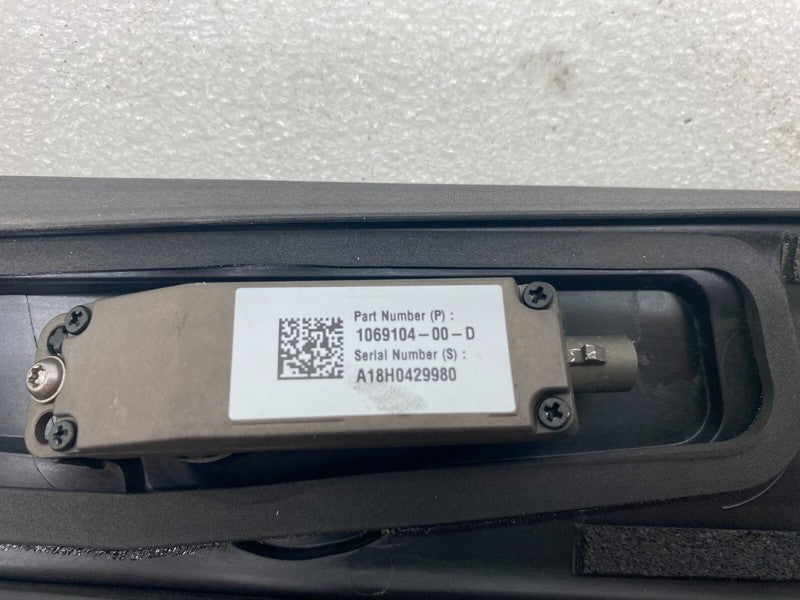 Part Number (P) :
1069104-00-D
Serial Number (S) :
A18H0429980